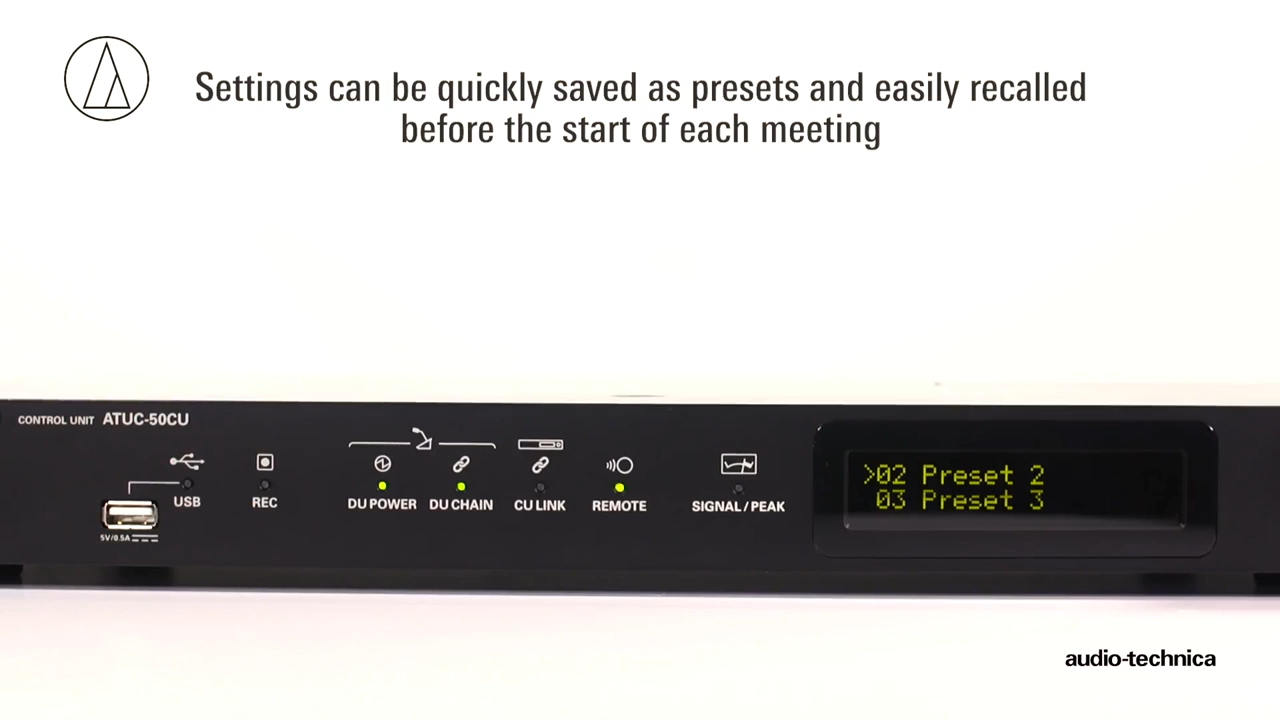 Settings can be quickly saved as presets and easily recalled
before the start of each meeting
CONTROL UNIT ATUC-50CU
USB
REC
DU POWER
DU CHAIN
CU LINK
REMOTE
SIGNAL / PEAK
5V/0.5A
>02 Preset 2
03 Preset 3
audio-technica